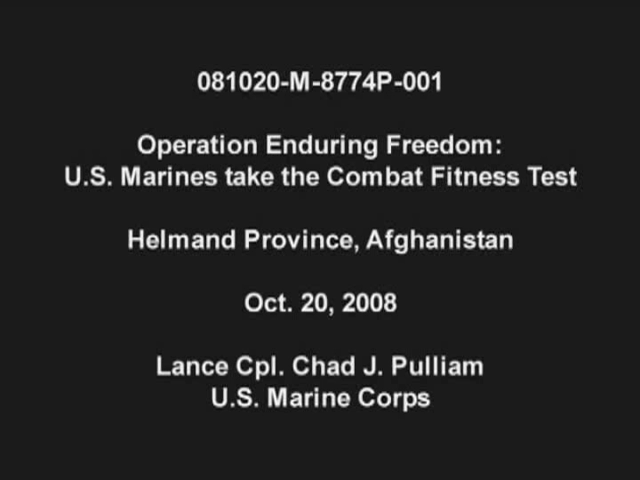 081020-M-8774P-001
Operation Enduring Freedom:
U.S. Marines take the Combat Fitness Test
Helmand Province, Afghanistan
Oct. 20, 2008
Lance Cpl. Chad J. Pulliam
U.S. Marine Corps